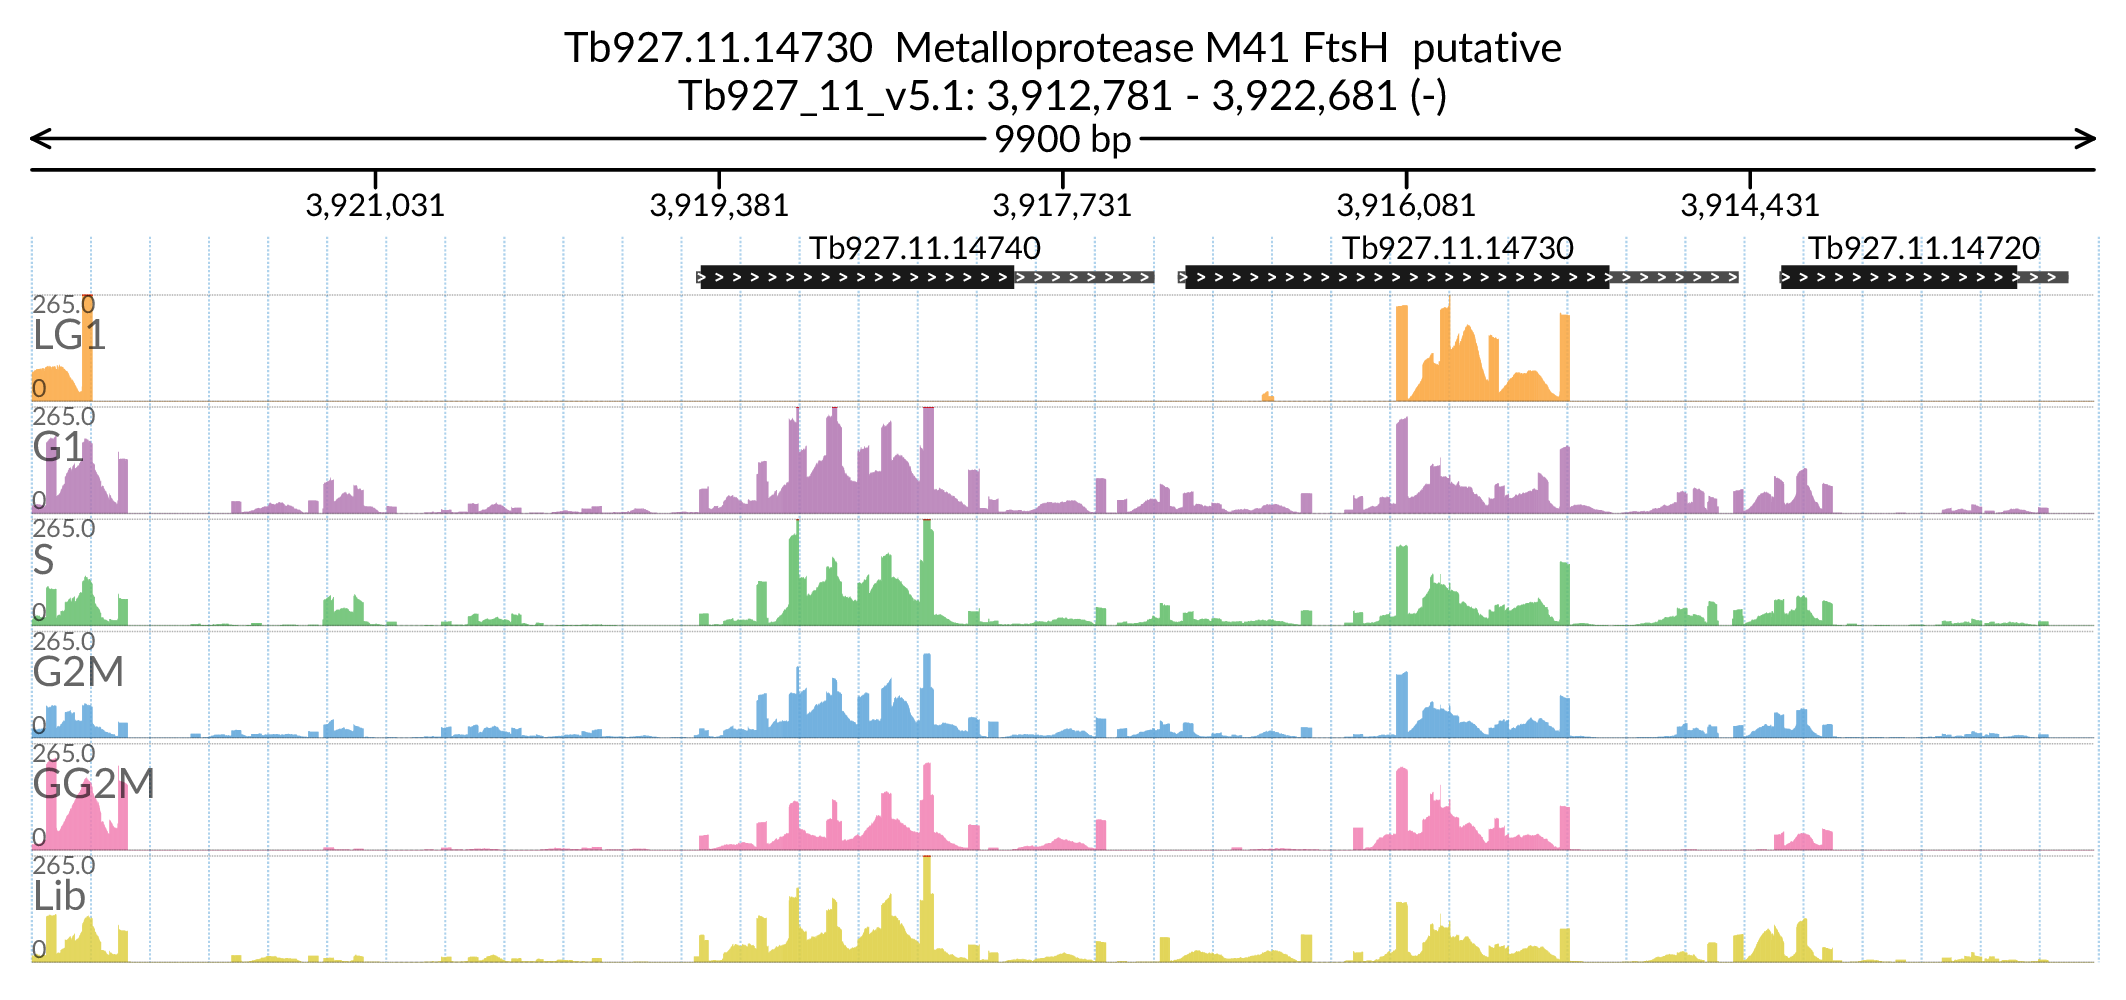 Tb927.11.14730  Metalloprotease M41 FtsH  putative
Tb927_11_v5.1: 3,912,781 - 3,922,681 (-)
9900 bp
3,921,031 3,919,381 3,917,731 3,916,081 3,914,431
Tb927.11.14740 Tb927.11.14730 Tb927.11.14720
265.0
LG1
0
265.0
G1
0
265.0
S
0
265.0
G2M
0
265.0
GG2M
0
265.0
Lib
0